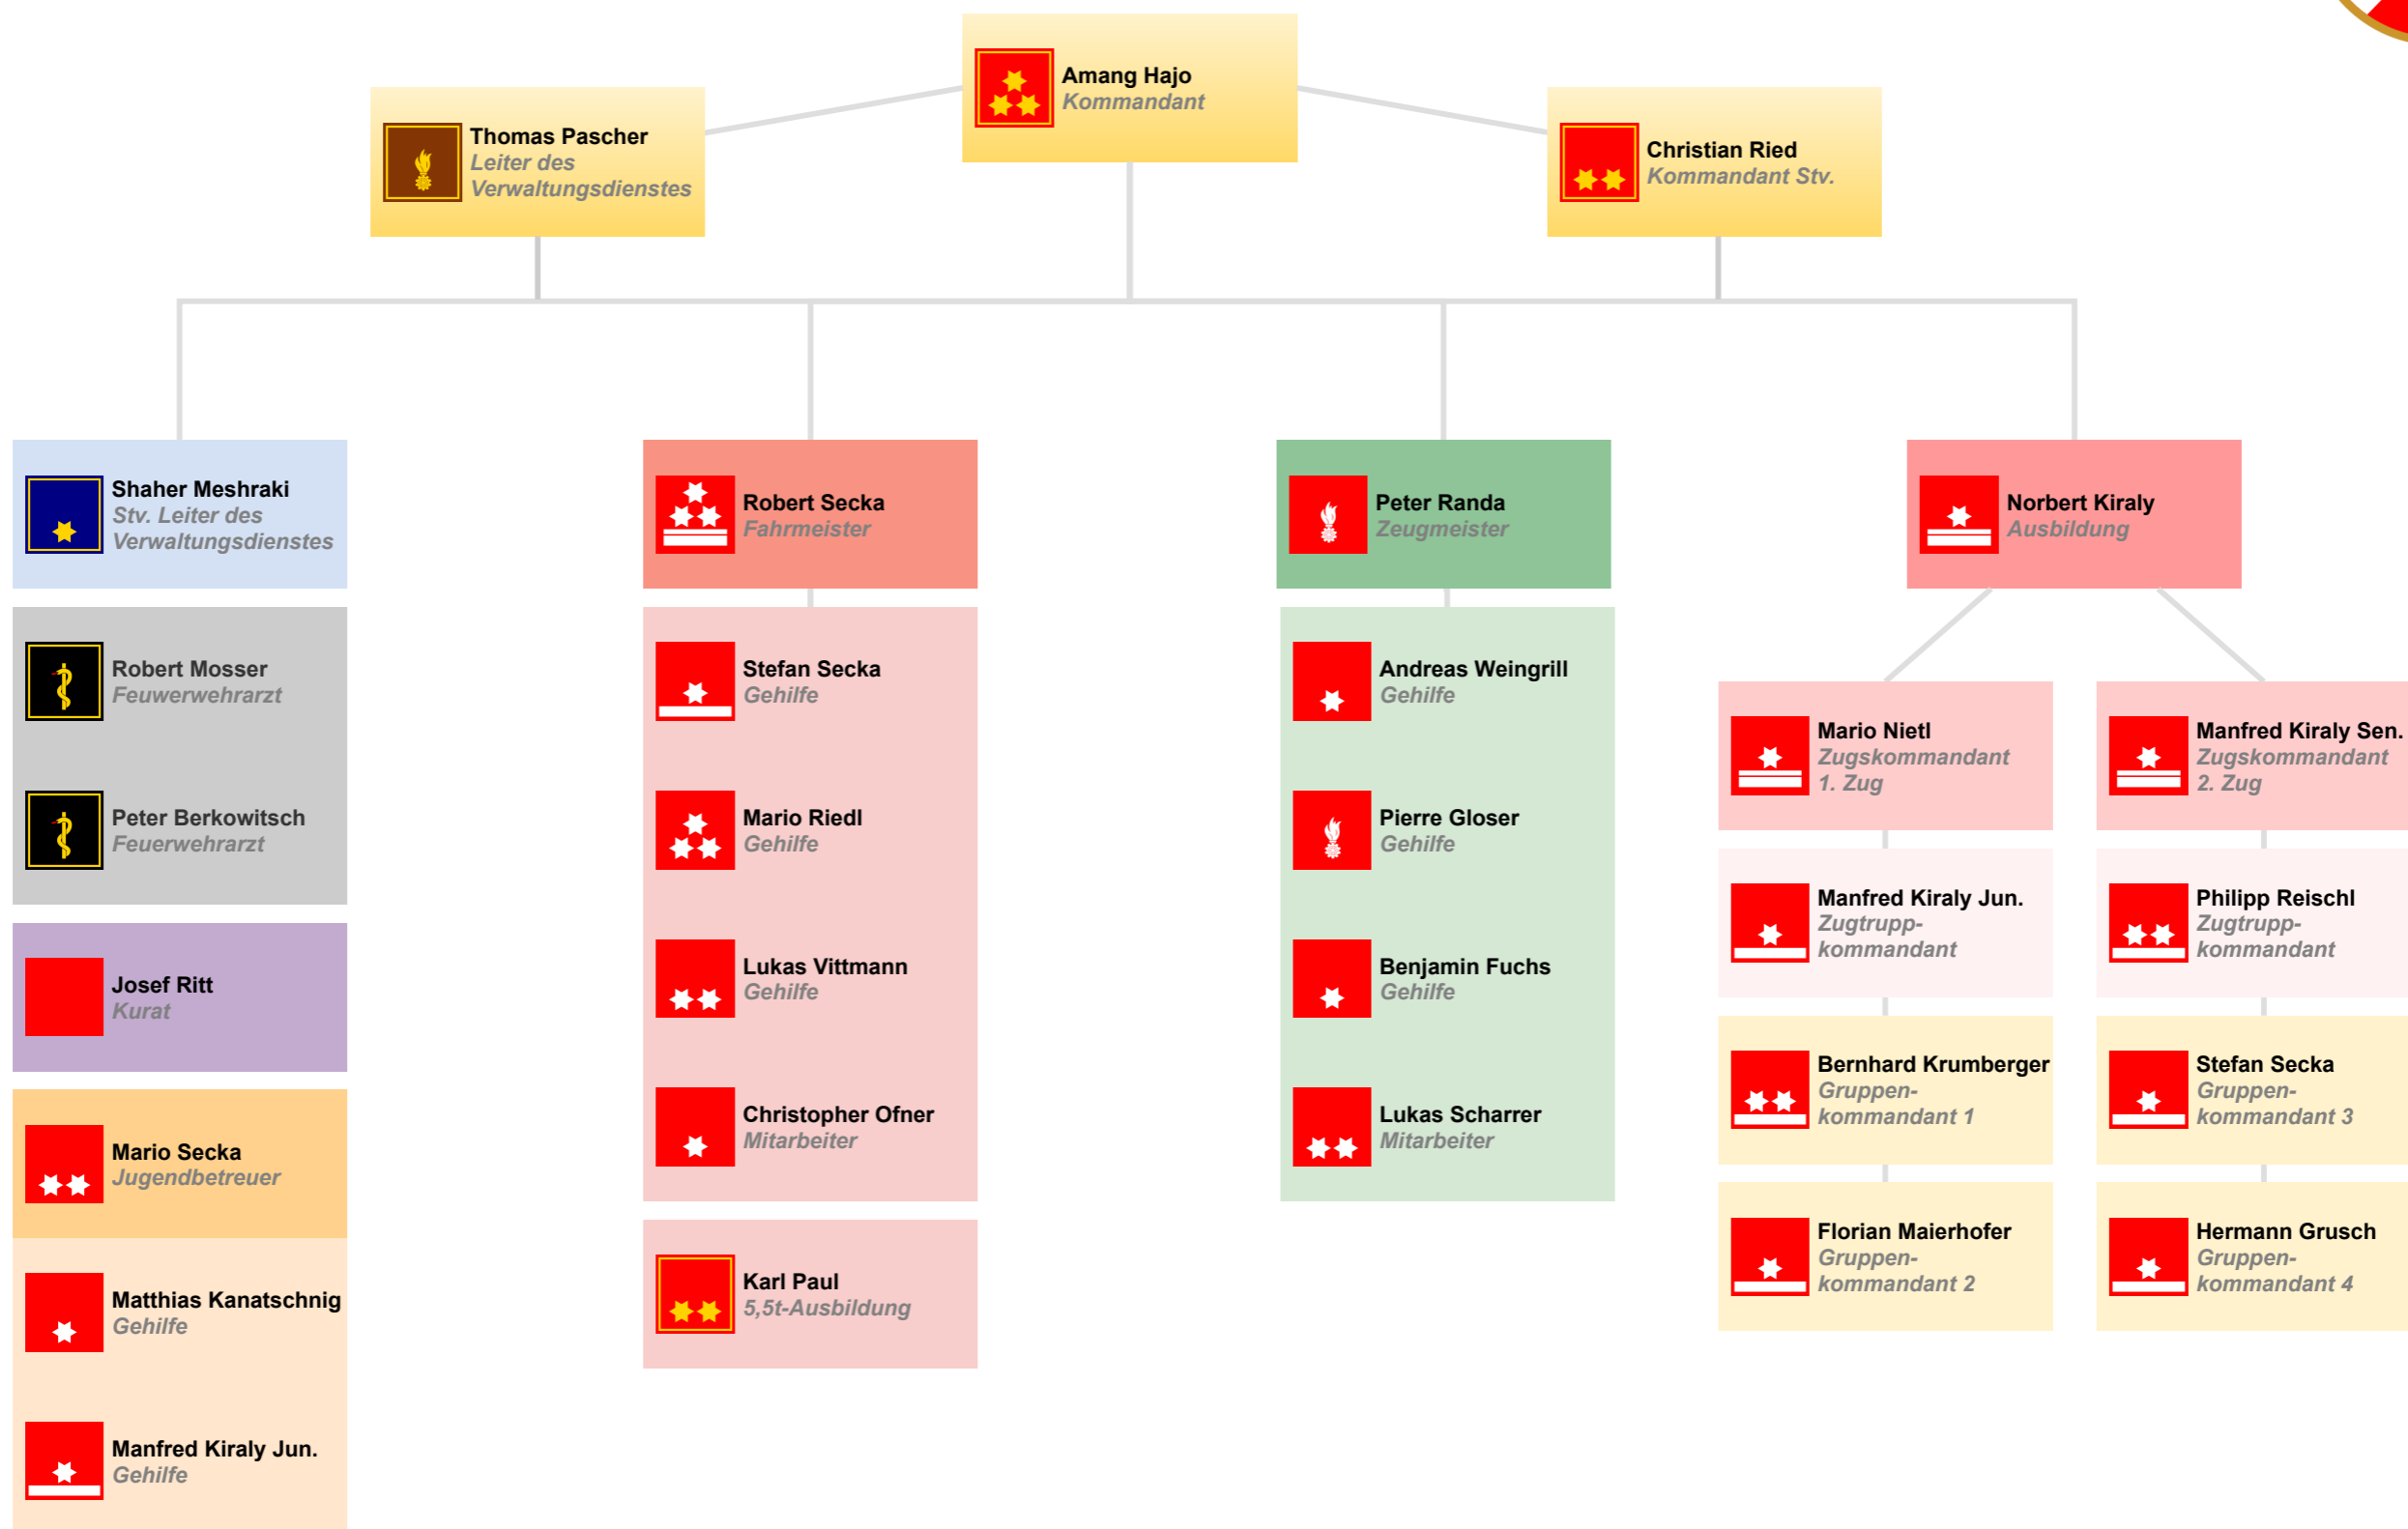 Amang Hajo
Kommandant
Thomas Pascher
Leiter des
Verwaltungsdienstes
Christian Ried
Kommandant Stv.
Shaher Meshraki
Stv. Leiter des
Verwaltungsdienstes
Robert Mosser
Feuwerwehrarzt
Peter Berkowitsch
Feuerwehrarzt
Josef Ritt
Kurat
Mario Secka
Jugendbetreuer
Matthias Kanatschnig
Gehilfe
Manfred Kiraly Jun.
Gehilfe
Robert Secka
Fahrmeister
Stefan Secka
Gehilfe
Mario Riedl
Gehilfe
Lukas Vittmann
Gehilfe
Christopher Ofner
Mitarbeiter
Karl Paul
5,5t-Ausbildung
Peter Randa
Zeugmeister
Andreas Weingrill
Gehilfe
Pierre Gloser
Gehilfe
Benjamin Fuchs
Gehilfe
Lukas Scharrer
Mitarbeiter
Norbert Kiraly
Ausbildung
Mario Nietl
Zugskommandant
1. Zug
Manfred Kiraly Jun.
Zugtrupp-
kommandant
Bernhard Krumberger
Gruppen-
kommandant 1
Florian Maierhofer
Gruppen-
kommandant 2
Manfred Kiraly Sen.
Zugskommandant
2. Zug
Philipp Reischl
Zugtrupp-
kommandant
Stefan Secka
Gruppen-
kommandant 3
Hermann Grusch
Gruppen-
kommandant 4